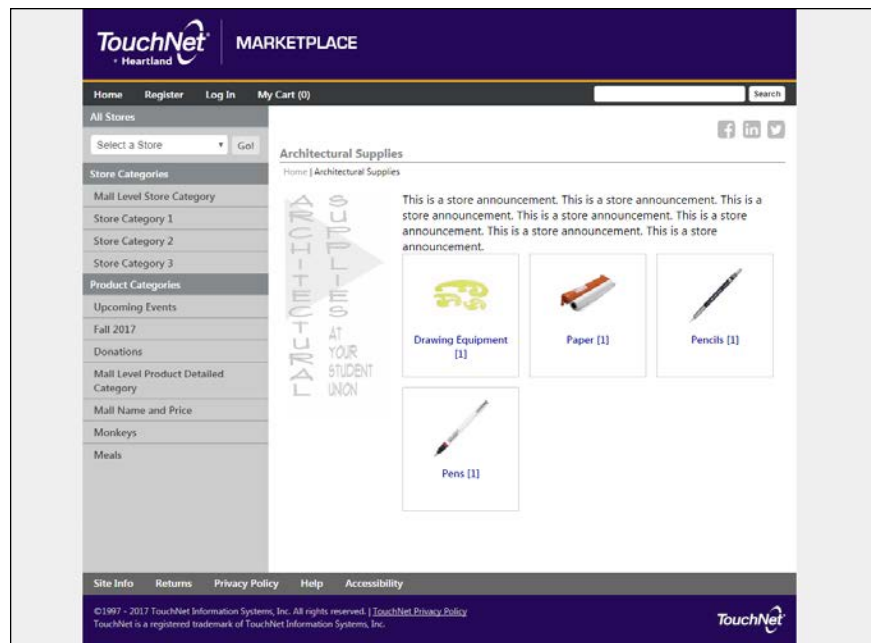 TouchNet®
Heartland
MARKETPLACE
Home Register Log In My Cart (0) Search
All Stores
Select a Store Go!
Store Categories
Mall Level Store Category
Store Category 1
Store Category 2
Store Category 3
Product Categories
Upcoming Events
Fall 2017
Donations
Mall Level Product Detailed
Category
Mall Name and Price
Monkeys
Meals
f in
Architectural Supplies
Home | Architectural Supplies
ARCHITECTURAL
SUPPLIES
AT
YOUR
STUDENT
UNION
This is a store announcement. This is a store announcement. This is a
store announcement. This is a store announcement. This is a store
announcement. This is a store announcement. This is a store
announcement.
Drawing Equipment
[1]
Paper [1]
Pencils [1]
Pens [1]
Site Info Returns Privacy Policy Help Accessibility
©1997 - 2017 TouchNet Information Systems, Inc. All rights reserved. | TouchNet Privacy Policy
TouchNet is a registered trademark of TouchNet Information Systems, Inc.
TouchNet®